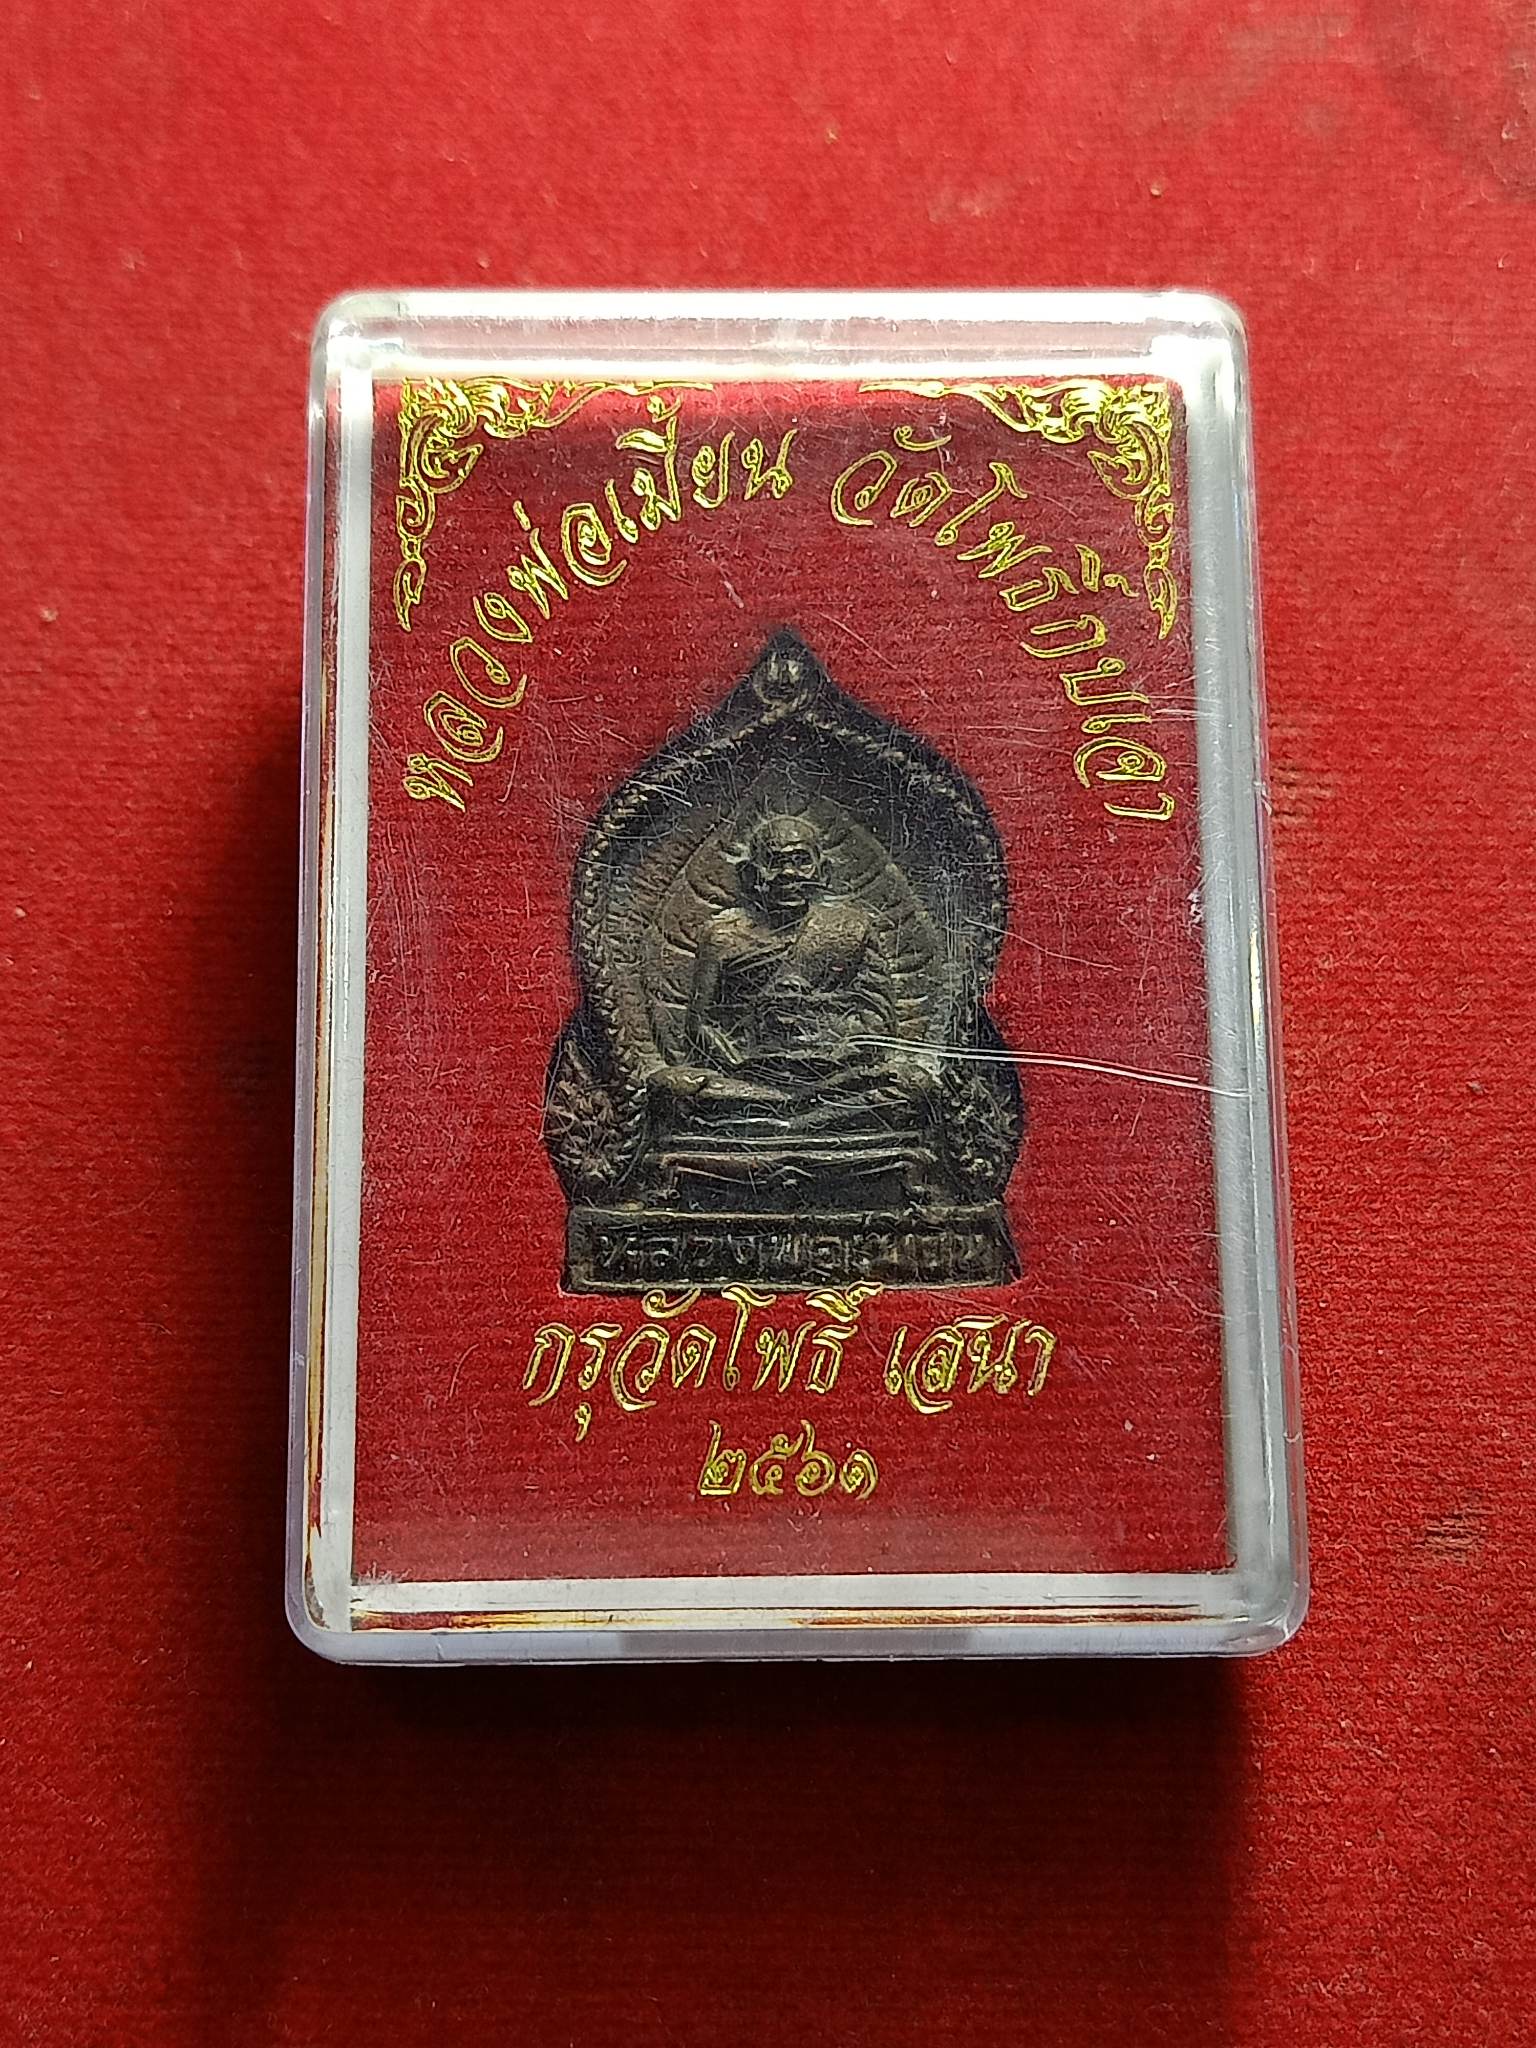 หลวงพ่อเมี้ยน วัดโพธิ์กบเจา
หลวงพ่อเมี้ยน
กรุวัดโพธิ์ เสนา
๒๕๖๑